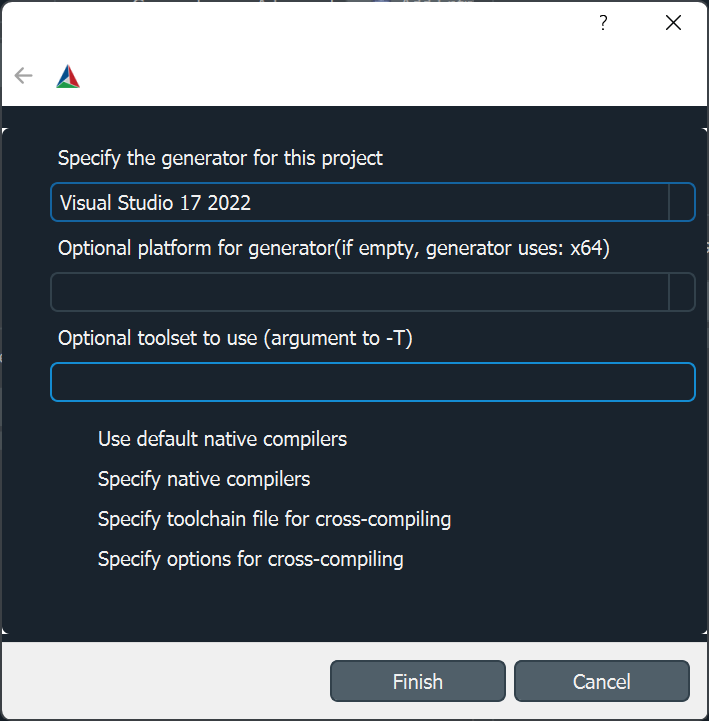 ?
Specify the generator for this project
Visual Studio 17 2022
Optional platform for generator(if empty, generator uses: x64)
Optional toolset to use (argument to -T)
Use default native compilers
Specify native compilers
Specify toolchain file for cross-compiling
Specify options for cross-compiling
Finish
Cancel